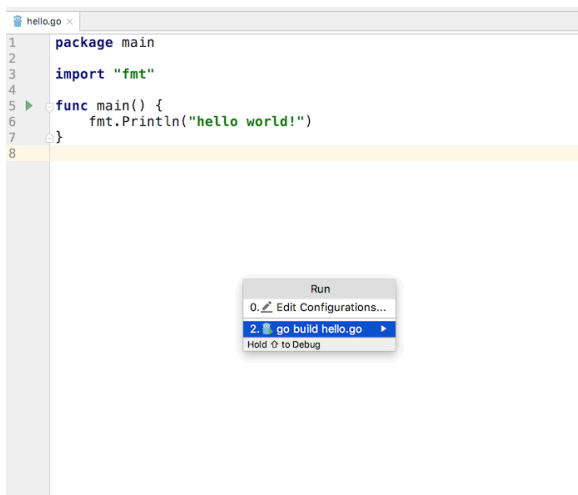 hello.go
1 package main
2
3 import "fmt"
4
5 func main() {
6 fmt.Println("hello world!")
7 }
8
Run
0. Edit Configurations...
2. go build hello.go
Hold ⇧ to Debug